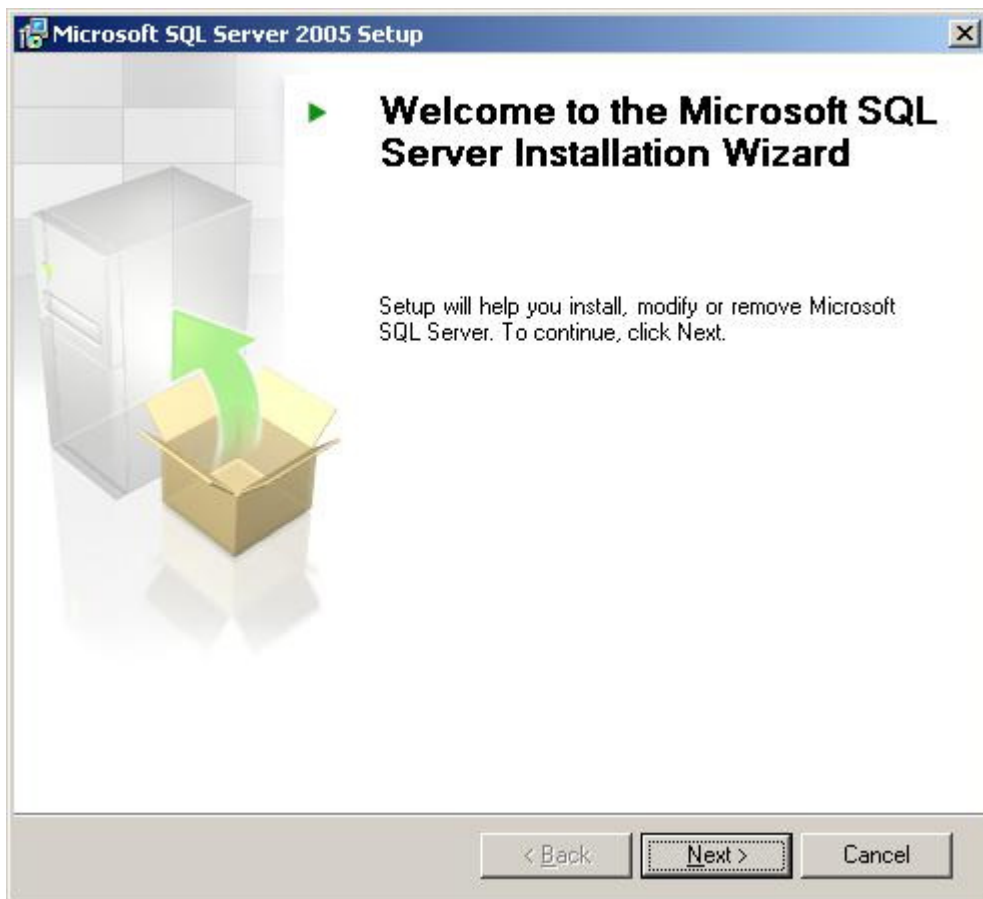 Microsoft SQL Server 2005 Setup
Welcome to the Microsoft SQL
Server Installation Wizard
Setup will help you install, modify or remove Microsoft
SQL Server. To continue, click Next.
< Back
Next >
Cancel